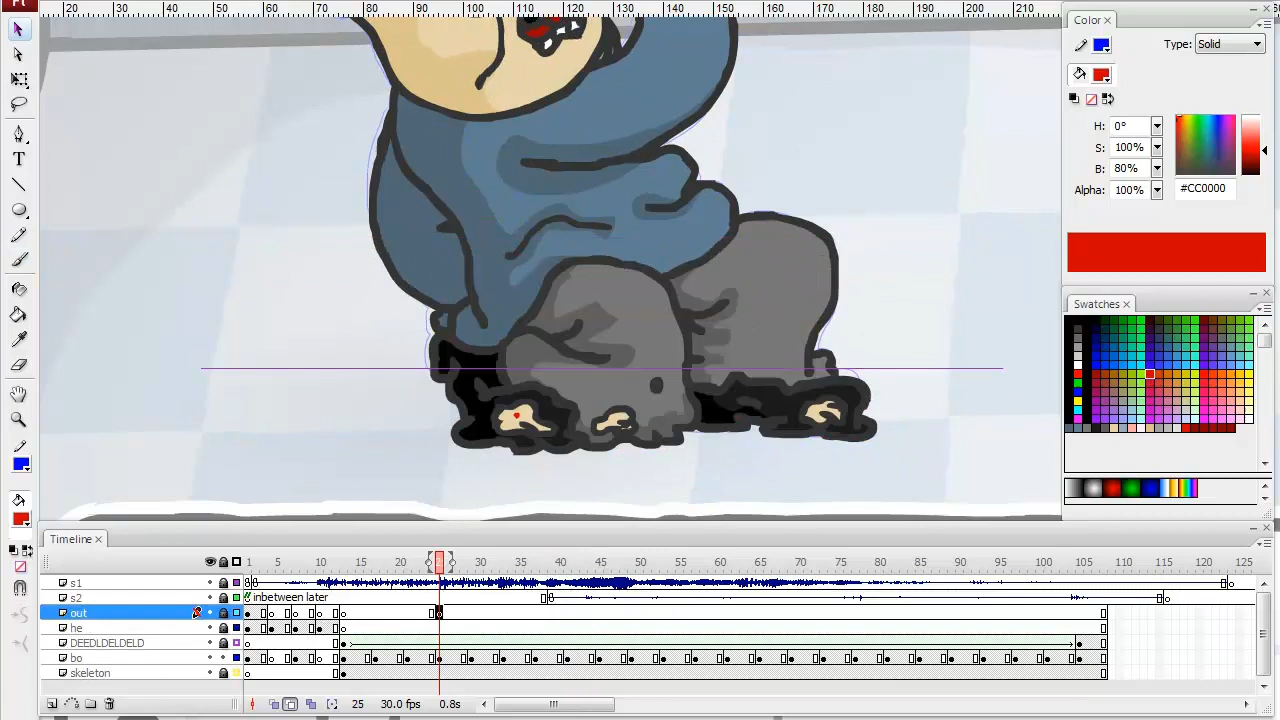 Fl
20 30 40 50 60 70 80 90 100 110 120 130 140 150 160 170 180 190 200 210
Color ×
Type: Solid
H: 0°
S: 100%
B: 80%
Alpha: 100% #CC0000
Swatches ×
T
Timeline ×
1 5 10 15 20 30 35 40 45 50 55 60 65 70 75 80 85 90 95 100 105 110 115 120 125
s1
s2 inbetween later
out
he
DEEDLDELDELD
bo
skeleton
25 30.0 fps 0.8s